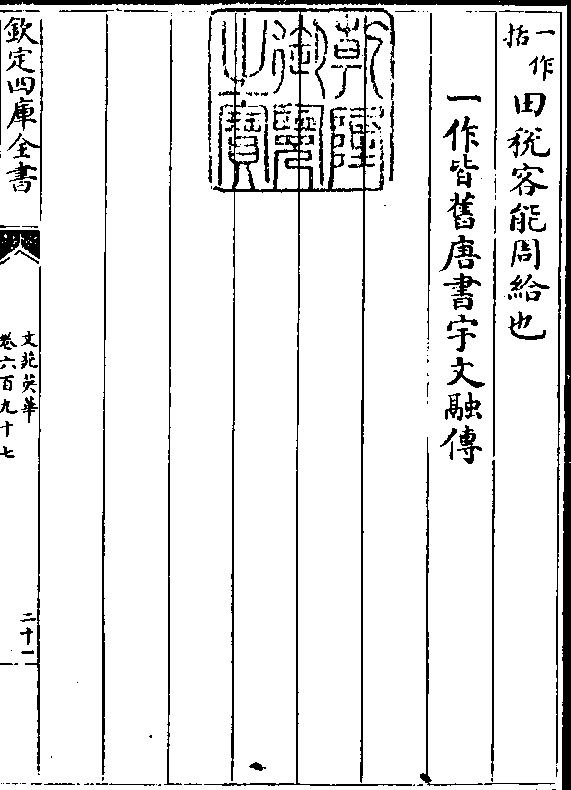 一作括田稅客能周給也
一作皆舊唐書宇文融傳
乾隆御覽之寶
欽定四庫全書
文苑英華
卷六百九十七
二十一